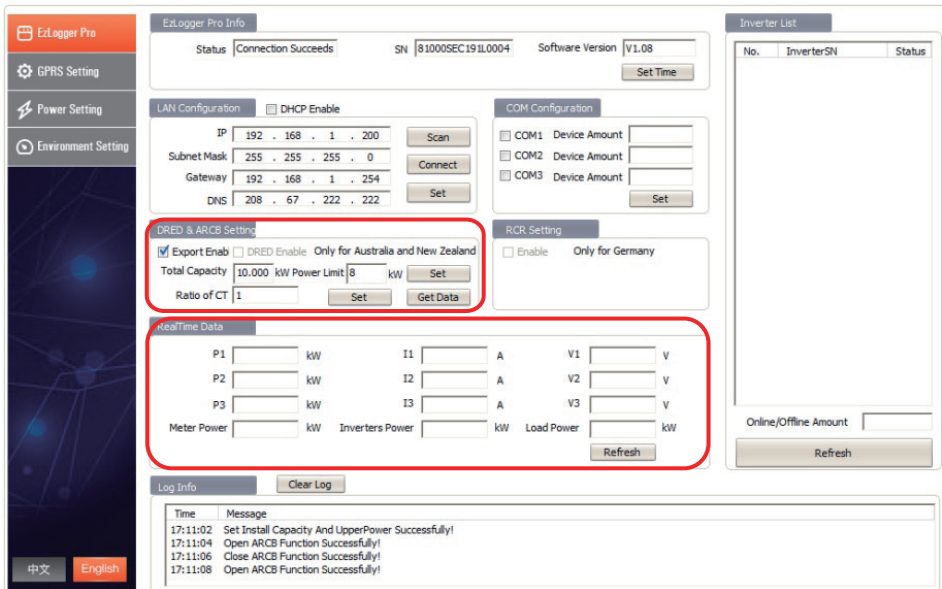 EzLogger Pro
GPRS Setting
Power Setting
Environment Setting
中文 English
EzLogger Pro Info
Status Connection Succeeds SN 81000SEC191L0004 Software Version V1.08
Set Time
LAN Configuration DHCP Enable
IP 192 . 168 . 1 . 200 Scan
Subnet Mask 255 . 255 . 255 . 0
Connect
Gateway 192 . 168 . 1 . 254
DNS 208 . 67 . 222 . 222 Set
COM Configuration
COM1 Device Amount
COM2 Device Amount
COM3 Device Amount
Set
DRED & ARCB Setting
Export Enab DRED Enable Only for Australia and New Zealand
Total Capacity 10.000 kW Power Limit 8 kW Set
Ratio of CT 1 Set Get Data
RCR Setting
Enable Only for Germany
RealTime Data
P1 kW I1 A V1 V
P2 kW I2 A V2 V
P3 kW I3 A V3 V
Meter Power kW Inverters Power kW Load Power kW
Refresh
Inverter List
No. InverterSN Status
Online/Offline Amount
Refresh
Log Info Clear Log
Time Message
17:11:02 Set Install Capacity And UpperPower Successfully!
17:11:04 Open ARCB Function Successfully!
17:11:06 Close ARCB Function Successfully!
17:11:08 Open ARCB Function Successfully!